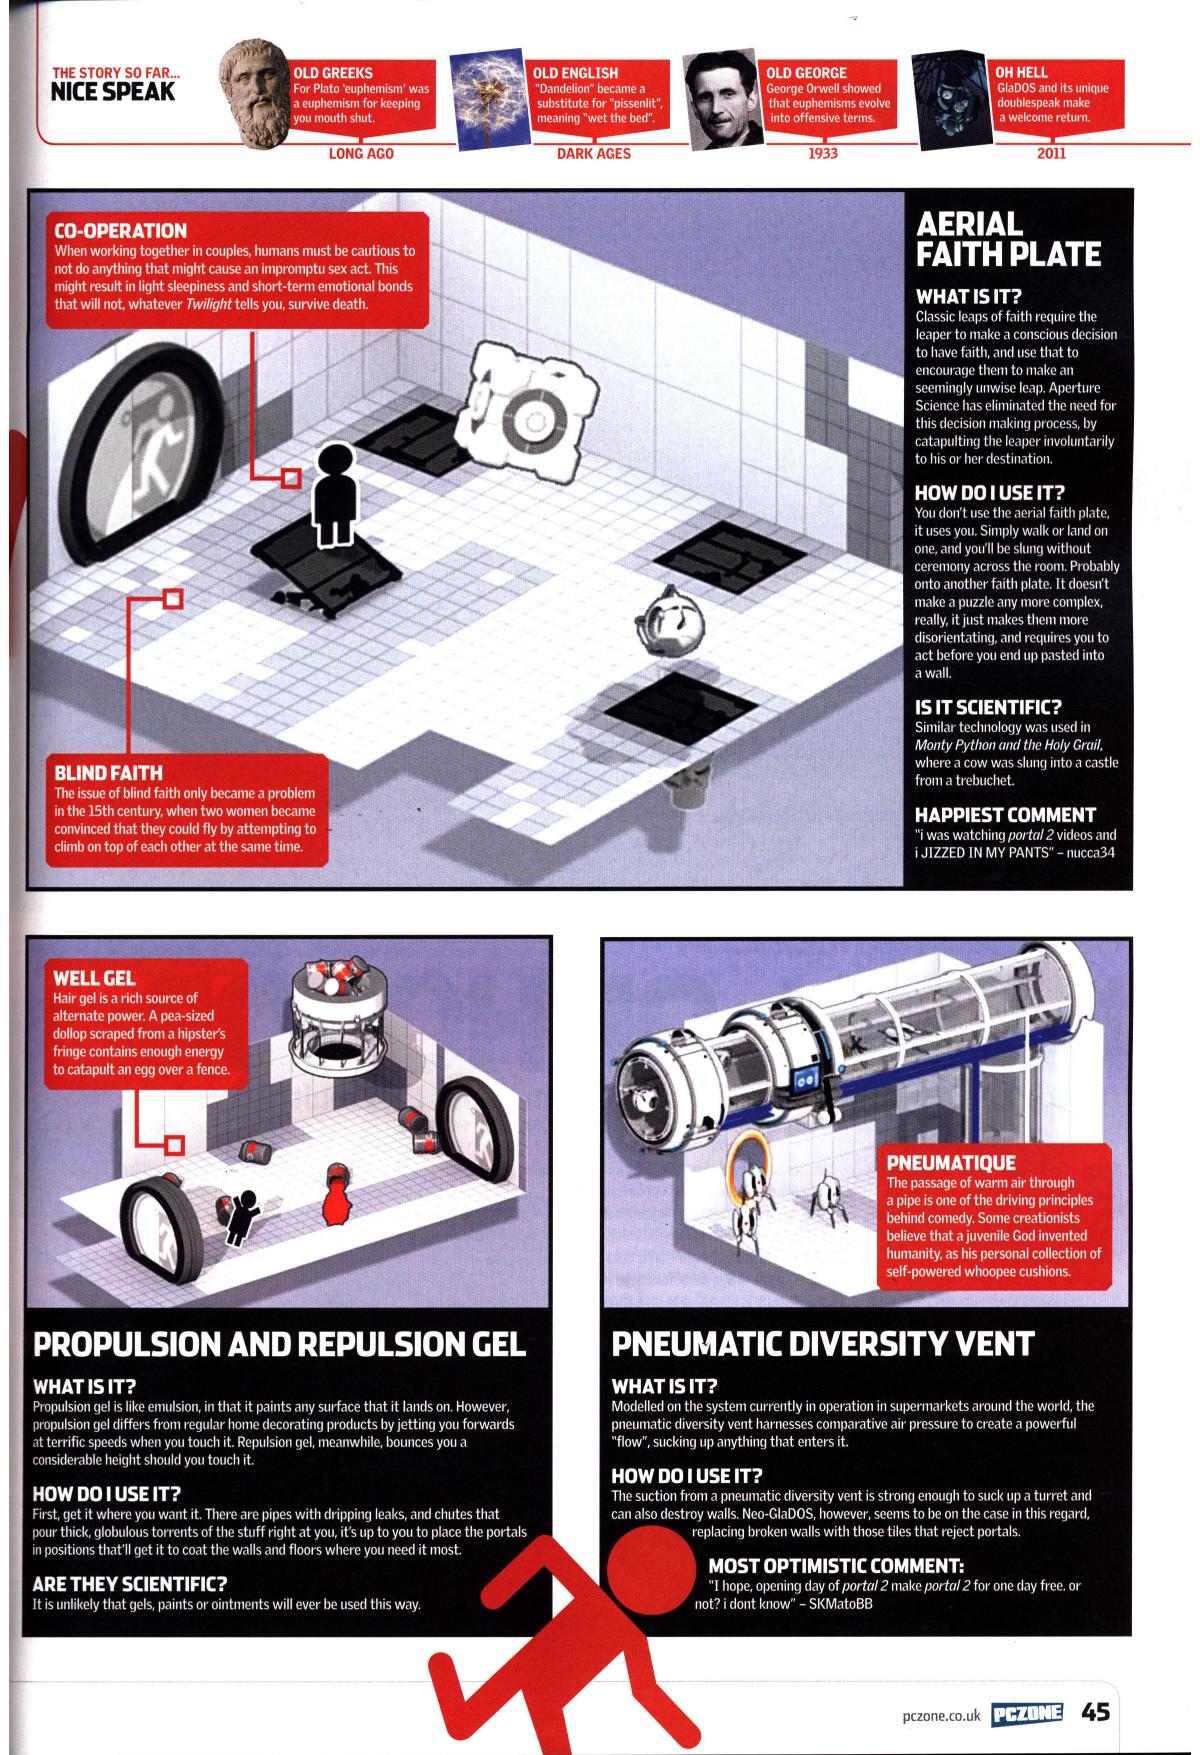 THE STORY SO FAR...
NICE SPEAK
OLD GREEKS
For Plato 'euphemism' was
a euphemism for keeping
you mouth shut.
LONG AGO
OLD ENGLISH
"Dandelion" became a
substitute for "pissenlit",
meaning "wet the bed".
DARK AGES
OLD GEORGE
George Orwell showed
that euphemisms evolve
into offensive terms.
1933
OH HELL
GlaDOS and its unique
doublespeak make
a welcome return.
2011
CO-OPERATION
When working together in couples, humans must be cautious to
not do anything that might cause an impromptu sex act. This
might result in light sleepiness and short-term emotional bonds
that will not, whatever Twilight tells you, survive death.
BLIND FAITH
The issue of blind faith only became a problem
in the 15th century, when two women became
convinced that they could fly by attempting to
climb on top of each other at the same time.
AERIAL
FAITH PLATE
WHAT IS IT?
Classic leaps of faith require the
leaper to make a conscious decision
to have faith, and use that to
encourage them to make an
seemingly unwise leap. Aperture
Science has eliminated the need for
this decision making process, by
catapulting the leaper involuntarily
to his or her destination.
HOW DO I USE IT?
You don't use the aerial faith plate,
it uses you. Simply walk or land on
one, and you'll be slung without
ceremony across the room. Probably
onto another faith plate. It doesn't
make a puzzle any more complex,
really, it just makes them more
disorientating, and requires you to
act before you end up pasted into
a wall.
IS IT SCIENTIFIC?
Similar technology was used in
Monty Python and the Holy Grail,
where a cow was slung into a castle
from a trebuchet.
HAPPIEST COMMENT
"i was watching portal 2 videos and
i JIZZED IN MY PANTS" – nucca34
WELL GEL
Hair gel is a rich source of
alternate power. A pea-sized
dollop scraped from a hipster's
fringe contains enough energy
to catapult an egg over a fence.
PROPULSION AND REPULSION GEL
WHAT IS IT?
Propulsion gel is like emulsion, in that it paints any surface that it lands on. However,
propulsion gel differs from regular home decorating products by jetting you forwards
at terrific speeds when you touch it. Repulsion gel, meanwhile, bounces you a
considerable height should you touch it.
HOW DO I USE IT?
First, get it where you want it. There are pipes with dripping leaks, and chutes that
pour thick, globulous torrents of the stuff right at you, it's up to you to place the portals
in positions that'll get it to coat the walls and floors where you need it most.
ARE THEY SCIENTIFIC?
It is unlikely that gels, paints or ointments will ever be used this way.
PNEUMATIQUE
The passage of warm air through
a pipe is one of the driving principles
behind comedy. Some creationists
believe that a juvenile God invented
humanity, as his personal collection of
self-powered whoopee cushions.
PNEUMATIC DIVERSITY VENT
WHAT IS IT?
Modelled on the system currently in operation in supermarkets around the world, the
pneumatic diversity vent harnesses comparative air pressure to create a powerful
"flow", sucking up anything that enters it.
HOW DO I USE IT?
The suction from a pneumatic diversity vent is strong enough to suck up a turret and
can also destroy walls. Neo-GlaDOS, however, seems to be on the case in this regard,
replacing broken walls with those tiles that reject portals.
MOST OPTIMISTIC COMMENT:
"I hope, opening day of portal 2 make portal 2 for one day free. or
not? i dont know" – SKMatoBB
pczone.co.uk PCZONE 45